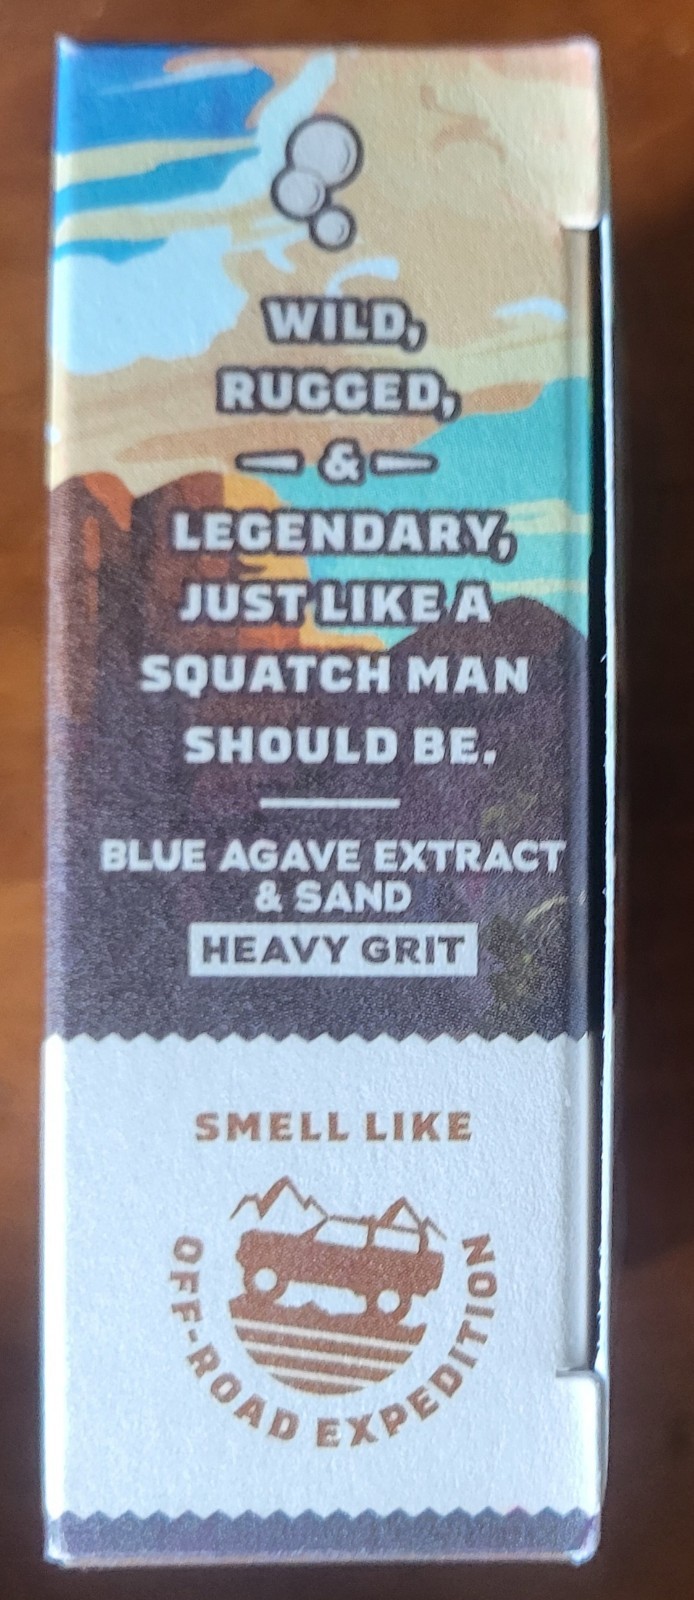 WILD,
RUGGED,
&
LEGENDARY,
JUST LIKE A
SQUATCH MAN
SHOULD BE.
BLUE AGAVE EXTRACT
& SAND
HEAVY GRIT
SMELL LIKE
OFF-ROAD EXPEDITION